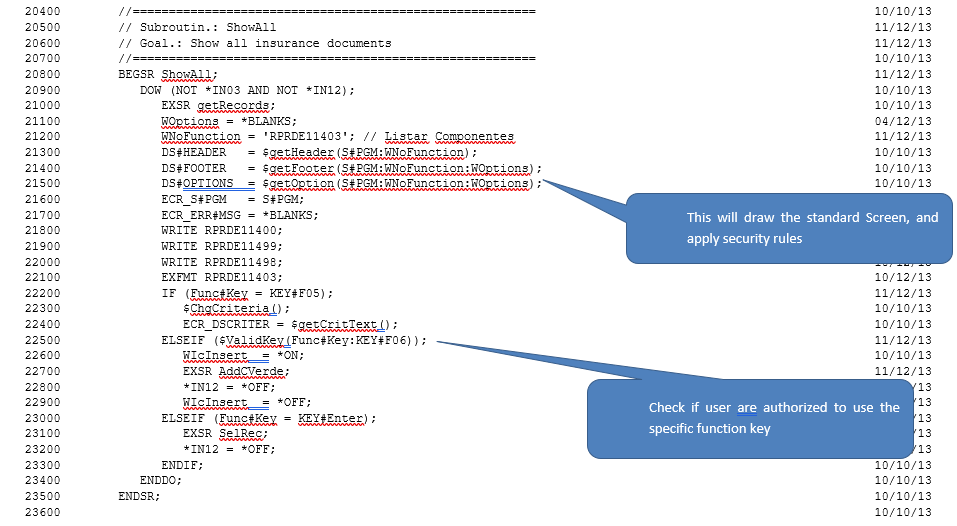 20400 //========================================================== 10/10/13
20500 // Subroutin.: ShowAll 11/12/13
20600 // Goal.: Show all insurance documents 11/12/13
20700 //========================================================== 10/10/13
20800 BEGSR ShowAll; 11/12/13
20900 DOW (NOT *IN03 AND NOT *IN12); 10/10/13
21000 EXSR getRecords; 10/10/13
21100 WOptions = *BLANKS; 04/12/13
21200 WNoFunction = 'RPRDE11403'; // Listar Componentes 11/12/13
21300 DS#HEADER = $getHeader(S#PGM:WNoFunction); 10/10/13
21400 DS#FOOTER = $getFooter(S#PGM:WNoFunction:WOptions); 10/10/13
21500 DS#OPTIONS = $getOption(S#PGM:WNoFunction:WOptions); 10/10/13
21600 ECR_S#PGM = S#PGM;
21700 ECR_ERR#MSG = *BLANKS;
This will draw the standard Screen, and
21800 WRITE RPRDE11400;
apply security rules
21900 WRITE RPRDE11499;
22000 WRITE RPRDE11498;
22100 EXFMT RPRDE11403; 10/12/13
22200 IF (Func#Key = KEY#F05); 11/12/13
22300 $ChgCriteria(); 10/10/13
22400 ECR_DSCRITER = $getCritText(); 10/10/13
22500 ELSEIF ($ValidKey(Func#Key:KEY#F06)); 11/12/13
22600 WIcInsert = *ON; 10/10/13
22700 EXSR AddCVerde; 11/12/13
22800 *IN12 = *OFF; /13
22900 WIcInsert = *OFF; /13
Check if user are authorized to use the
23000 ELSEIF (Func#Key = KEY#Enter); /13
specific function key
23100 EXSR SelRec; /13
23200 *IN12 = *OFF; /13
23300 ENDIF; 10/10/13
23400 ENDDO; 10/10/13
23500 ENDSR; 10/10/13
23600 10/10/13